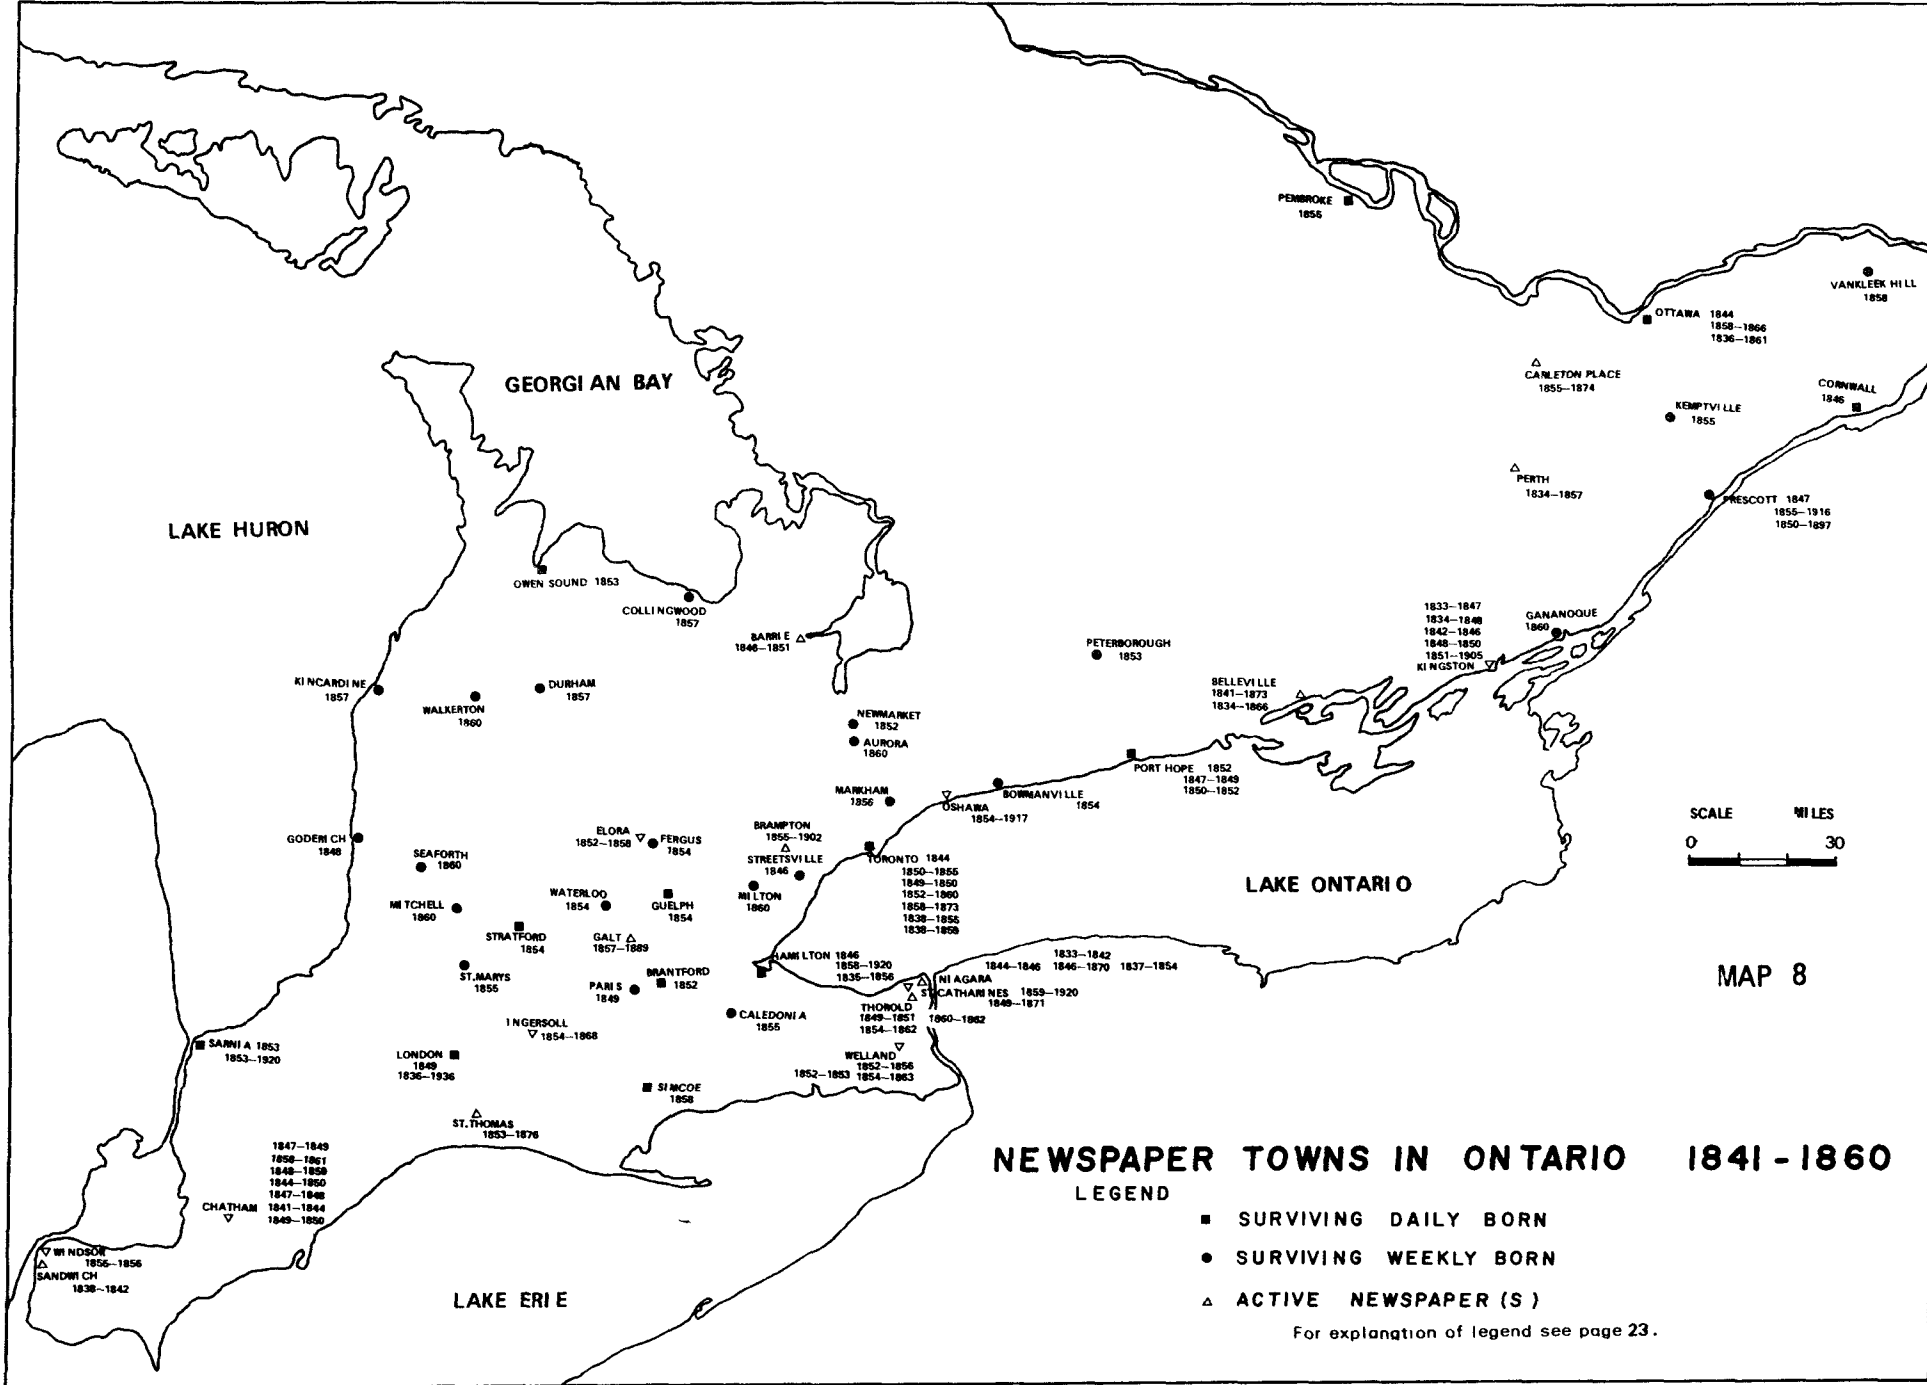 PEMBROKE
1855
VANKLEEK HILL
1858
OTTAWA 1844
1858-1866
1836-1861
CARLETON PLACE
1855-1874
CORNWALL
1846
KEMPTVILLE
1855
GEORGIAN BAY
PERTH
1834-1857
PRESCOTT 1847
1855-1916
1850-1897
LAKE HURON
OWEN SOUND 1853
COLLINGWOOD
1857
BARRIE
1846-1851
PETERBOROUGH
1853
1833-1847
1834-1848
1842-1846
1848-1850
1851-1905
KINGSTON
GANANOQUE
1860
BELLEVILLE
1841-1873
1834-1866
KINCARDINE
1857
WALKERTON
1860
DURHAM
1857
NEWMARKET
1852
AURORA
1860
PORT HOPE 1852
1847-1849
1850-1852
MARKHAM
1856
OSHAWA
1854-1917
BOWMANVILLE
1854
SCALE MILES
0 30
GODERICH
1848
SEAFORTH
1860
ELORA
1852-1858
FERGUS
1854
BRAMPTON
1855-1902
STREETSVILLE
1846
MILTON
1860
TORONTO 1844
1850-1855
1849-1850
1852-1860
1858-1873
1838-1855
1838-1859
LAKE ONTARIO
MITCHELL
1860
WATERLOO
1854
GUELPH
1854
STRATFORD
1854
GALT
1857-1889
ST.MARYS
1855
PARIS
1849
BRANTFORD
1852
HAMILTON 1846
1858-1920
1835-1856
1833-1842
1844-1846 1846-1870 1837-1854
NIAGARA
ST.CATHARINES 1859-1920
1849-1871
THOROLD
1849-1851
1854-1862
1860-1862
MAP 8
CALEDONIA
1855
INGERSOLL
1854-1868
SARNIA 1853
1853-1920
LONDON
1849
1836-1936
WELLAND
1852-1856
1852-1853 1854-1863
SIMCOE
1858
ST.THOMAS
1853-1876
1847-1849
1858-1861
1848-1859
1844-1850
1847-1848
CHATHAM 1841-1844
1849-1850
WINDSOR
1855-1856
SANDWICH
1838-1842
LAKE ERIE
NEWSPAPER TOWNS IN ONTARIO 1841-1860
LEGEND
■ SURVIVING DAILY BORN
● SURVIVING WEEKLY BORN
△ ACTIVE NEWSPAPER(S)
For explanation of legend see page 23.